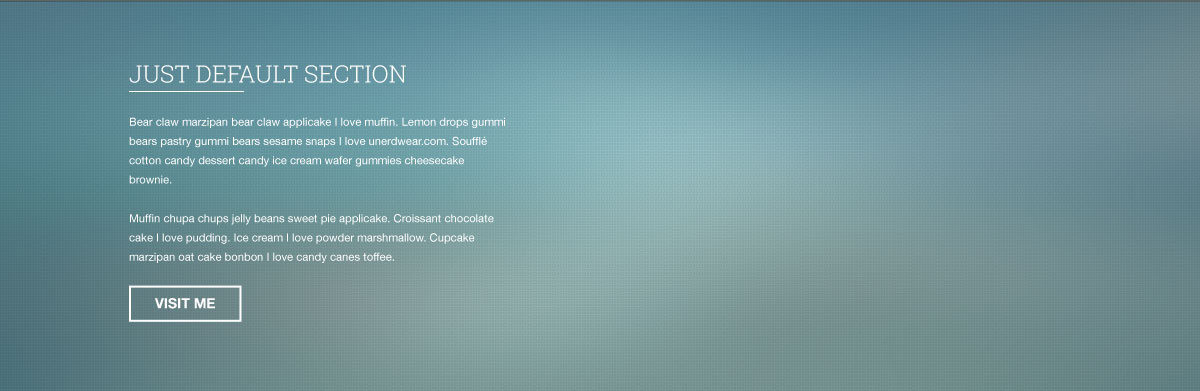 JUST DEFAULT SECTION
Bear claw marzipan bear claw applicake I love muffin. Lemon drops gummi
bears pastry gummi bears sesame snaps I love unerdwear.com. Soufflé
cotton candy dessert candy ice cream wafer gummies cheesecake
brownie.
Muffin chupa chups jelly beans sweet pie applicake. Croissant chocolate
cake I love pudding. Ice cream I love powder marshmallow. Cupcake
marzipan oat cake bonbon I love candy canes toffee.
VISIT ME